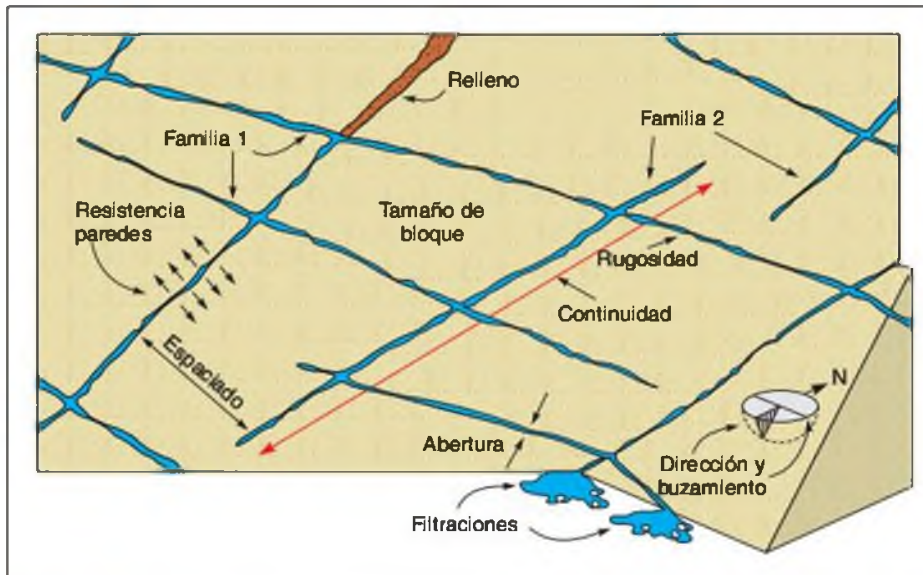 Relleno
Familia 1
Familia 2
Resistencia
paredes
Tamaño de
bloque
Rugosidad
Continuidad
Espaciado
N
Abertura
Dirección y
buzamiento
Filtraciones